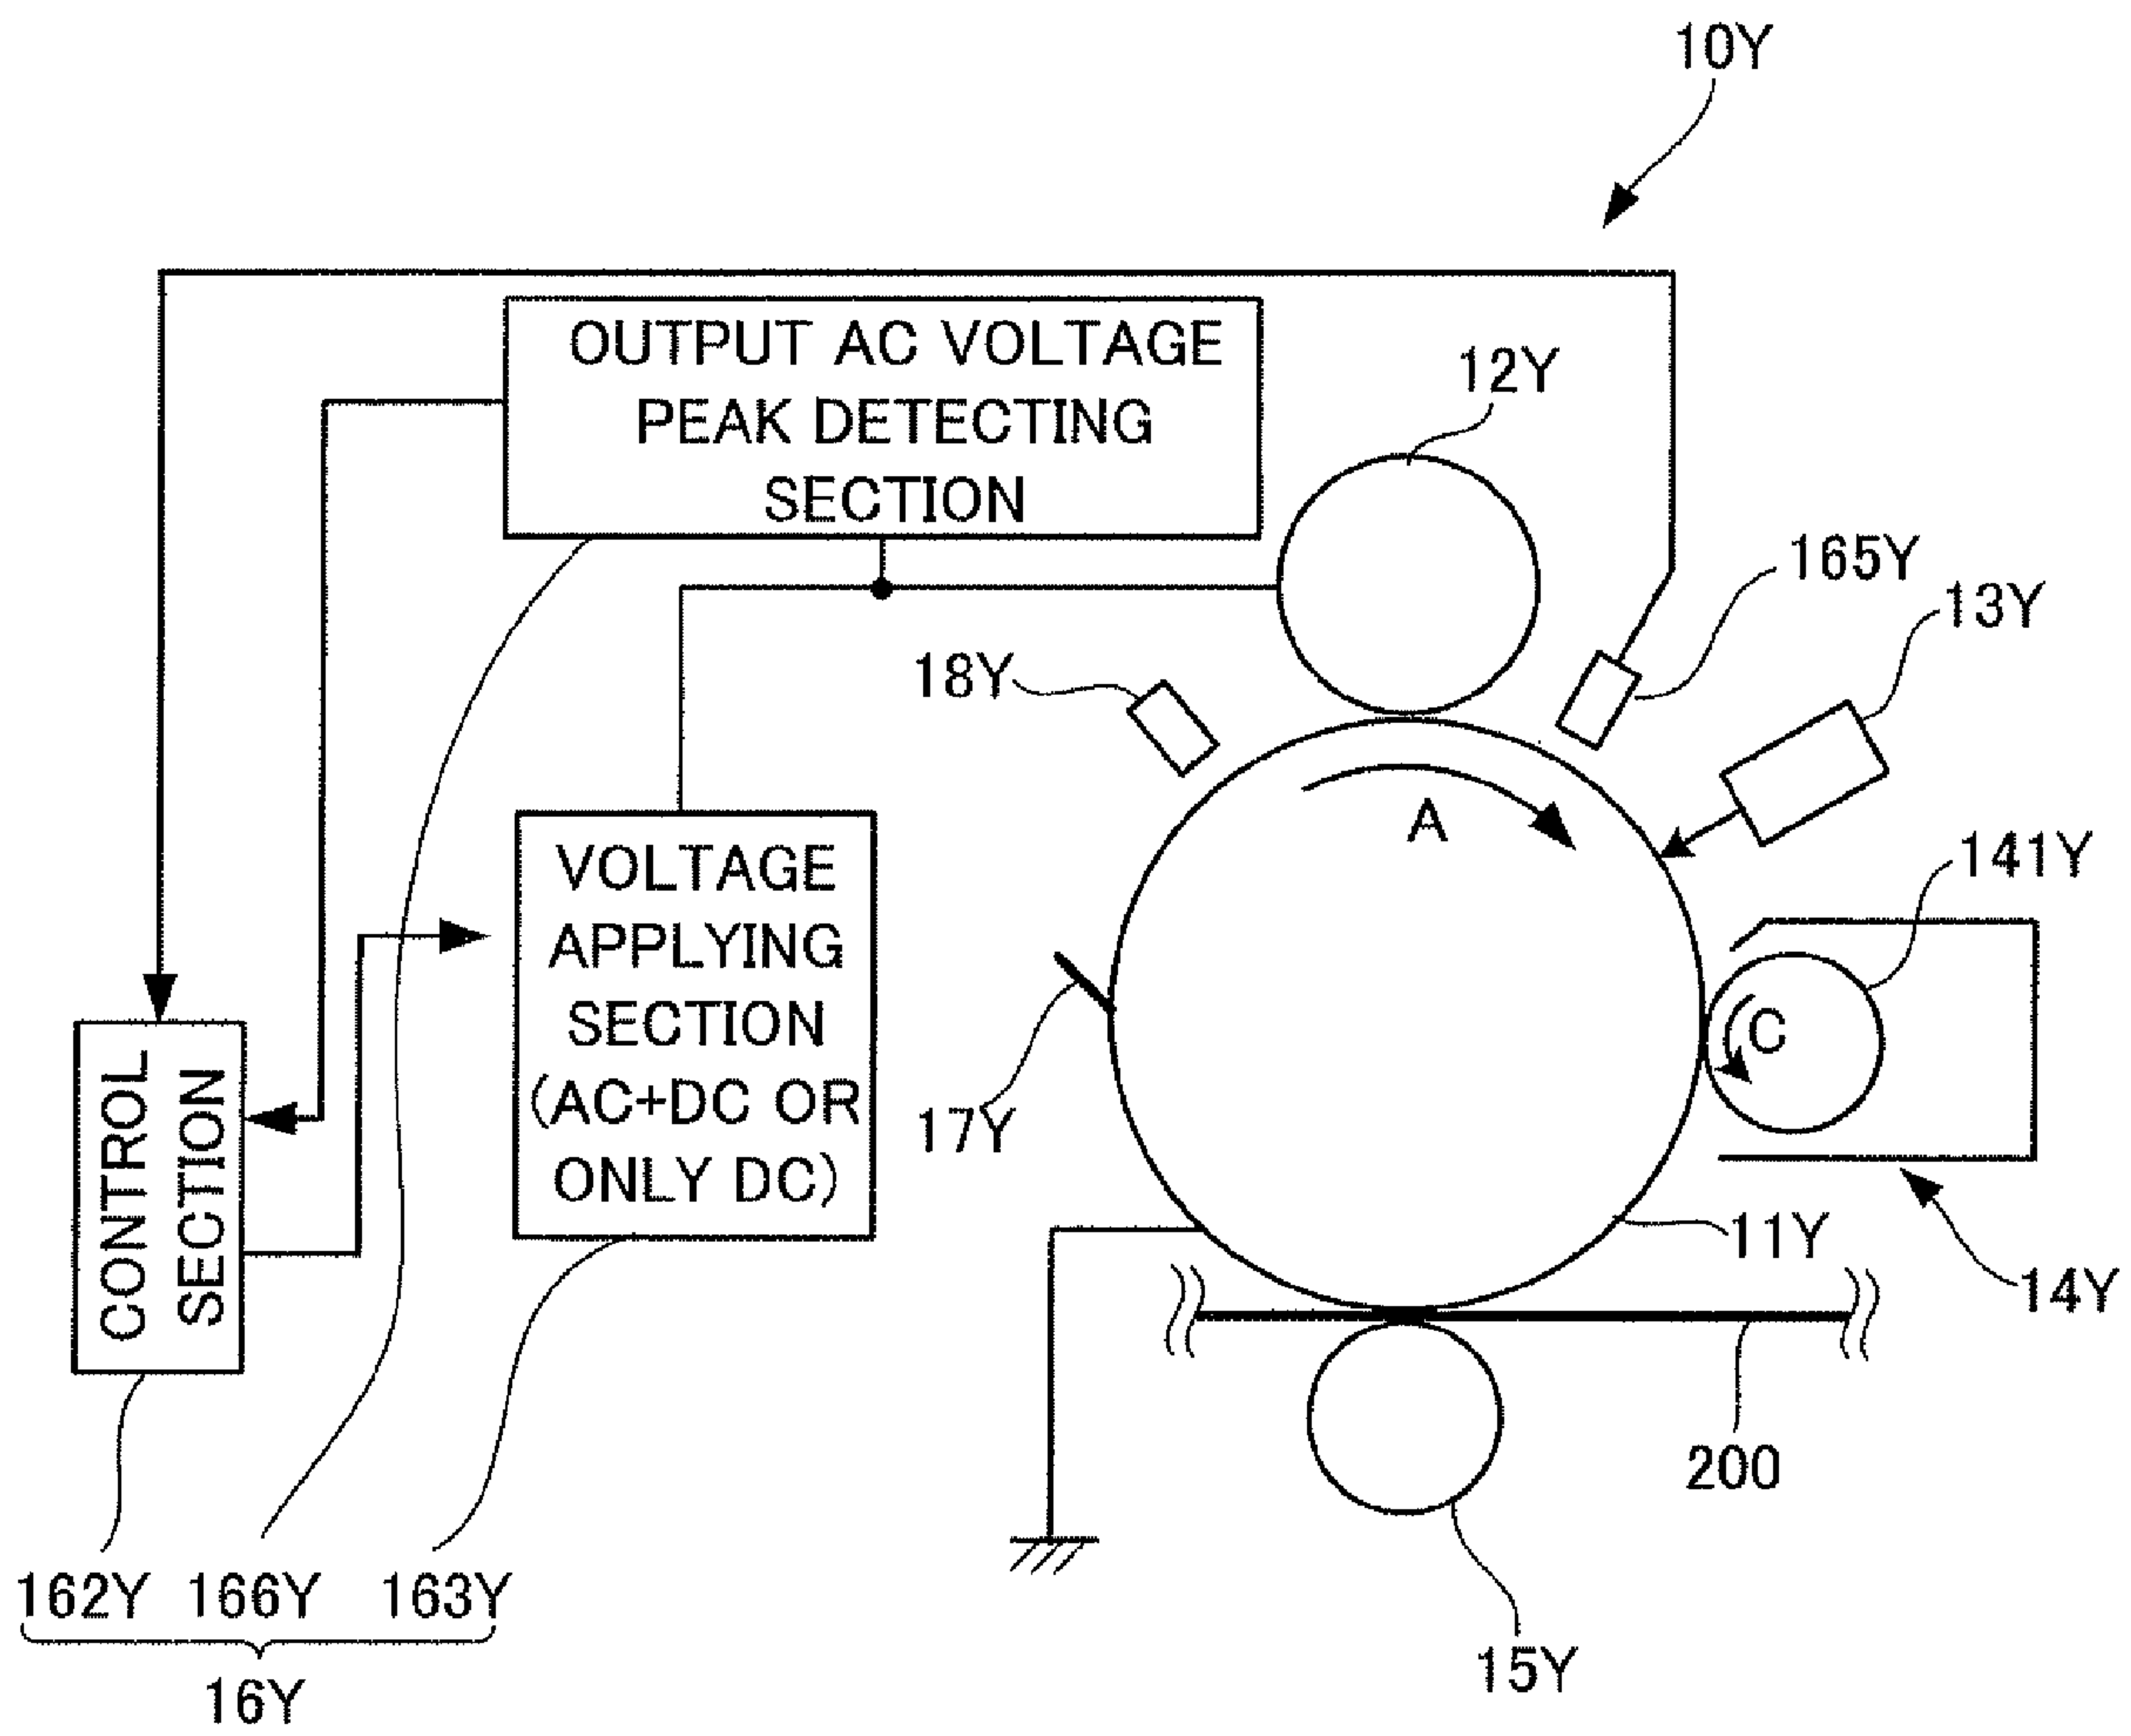 10Y
OUTPUT AC VOLTAGE
PEAK DETECTING
SECTION
12Y
165Y
13Y
18Y
A
141Y
VOLTAGE
APPLYING
SECTION
(AC+DC OR
ONLY DC)
C
17Y
CONTROL
SECTION
11Y
14Y
200
162Y 166Y 163Y
15Y
16Y